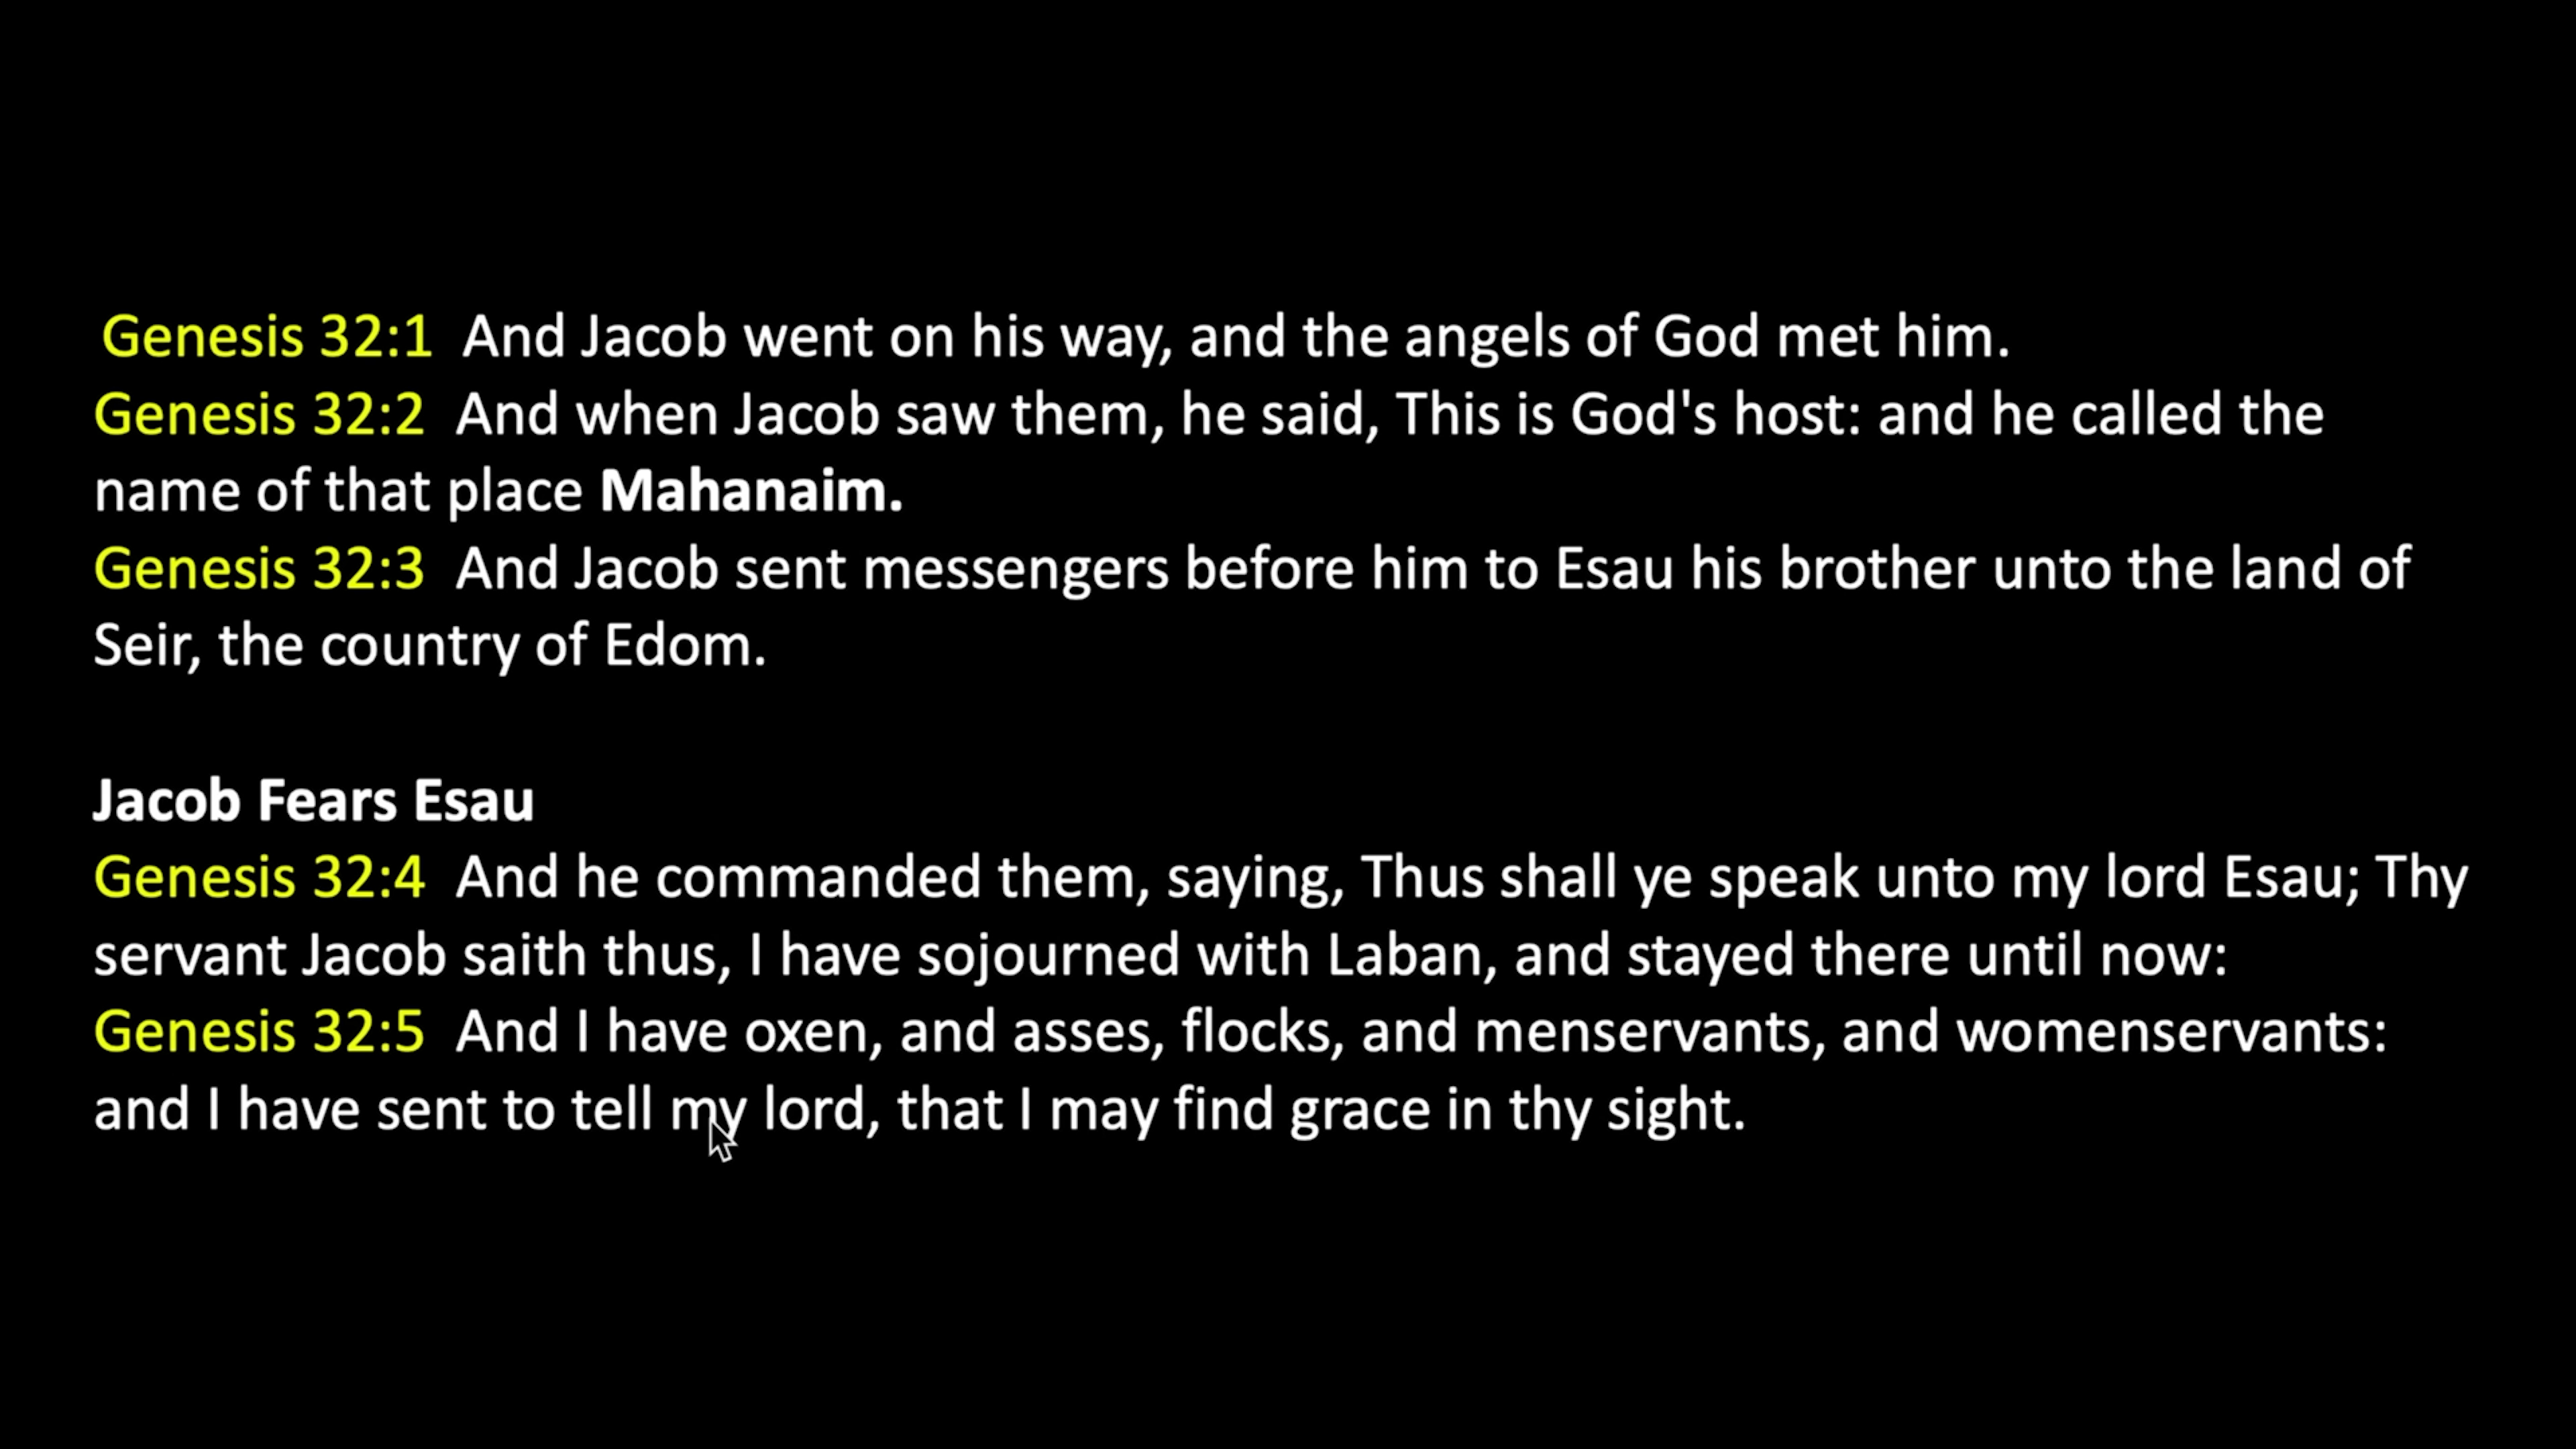 Genesis 32:1  And Jacob went on his way, and the angels of God met him.
Genesis 32:2  And when Jacob saw them, he said, This is God's host: and he called the
name of that place Mahanaim.
Genesis 32:3  And Jacob sent messengers before him to Esau his brother unto the land of
Seir, the country of Edom.
Jacob Fears Esau
Genesis 32:4  And he commanded them, saying, Thus shall ye speak unto my lord Esau; Thy
servant Jacob saith thus, I have sojourned with Laban, and stayed there until now:
Genesis 32:5  And I have oxen, and asses, flocks, and menservants, and womenservants:
and I have sent to tell my lord, that I may find grace in thy sight.